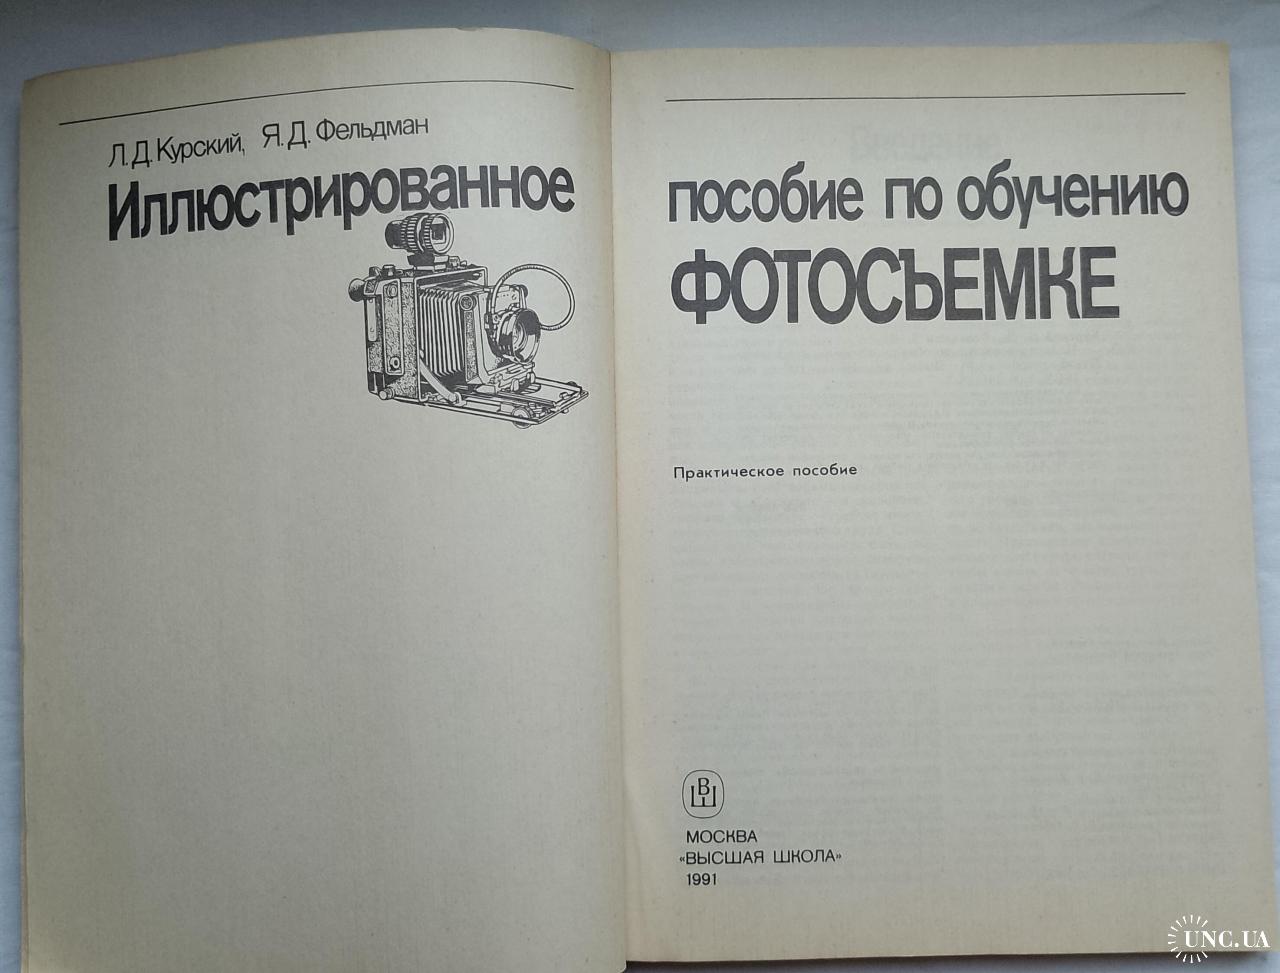 Л.Д.Курский, Я.Д.Фельдман
Иллюстрированное
пособие по обучению
ФОТОСЪЕМКЕ
Практическое пособие
ВШ
МОСКВА
«ВЫСШАЯ ШКОЛА»
1991
UNC.UA